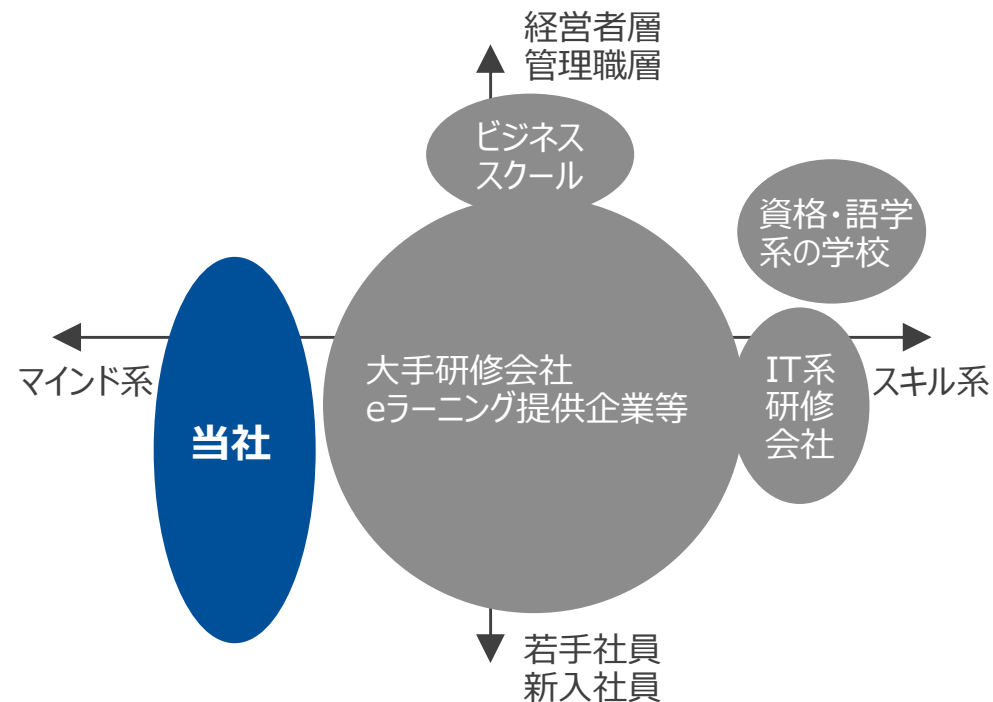 経営者層
管理職層
ビジネス
スクール
資格・語学
系の学校
マインド系
当社
大手研修会社
eラーニング提供企業等
IT系
研修
会社
スキル系
若手社員
新入社員